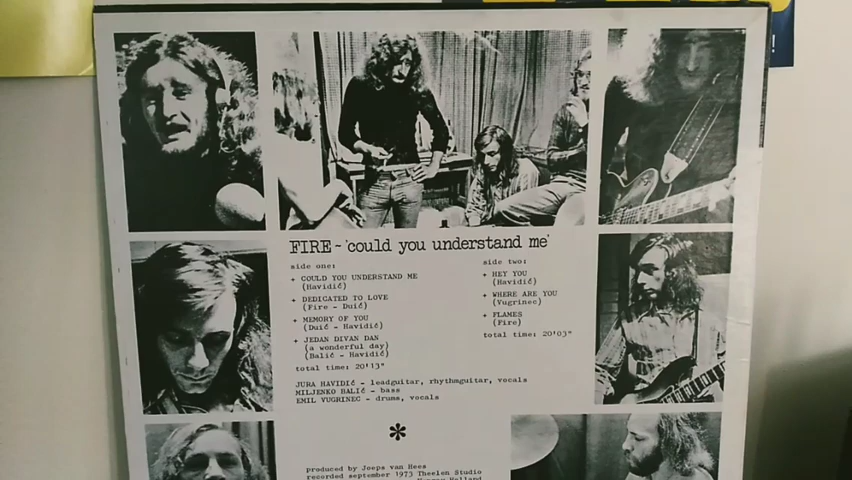 FIRE - 'could you understand me'
side one:
+ COULD YOU UNDERSTAND ME
(Havidić)
+ DEDICATED TO LOVE
(Fire - Duić)
+ MEMORY OF YOU
(Duić - Havidić)
+ JEDAN DIVAN DAN
(a wonderful day)
(Balić - Havidić)
total time: 20'13"
side two:
+ HEY YOU
(Havidić)
+ WHERE ARE YOU
(Vugrinec)
+ FLAMES
(Fire)
total time: 20'03"
JURA HAVIDIĆ - leadguitar, rhythmguitar, vocals
MILJENKO BALIĆ - bass
EMIL VUGRINEC - drums, vocals
*
produced by Jeeps van Hees
recorded september 1973 Theelen Studio
Holland